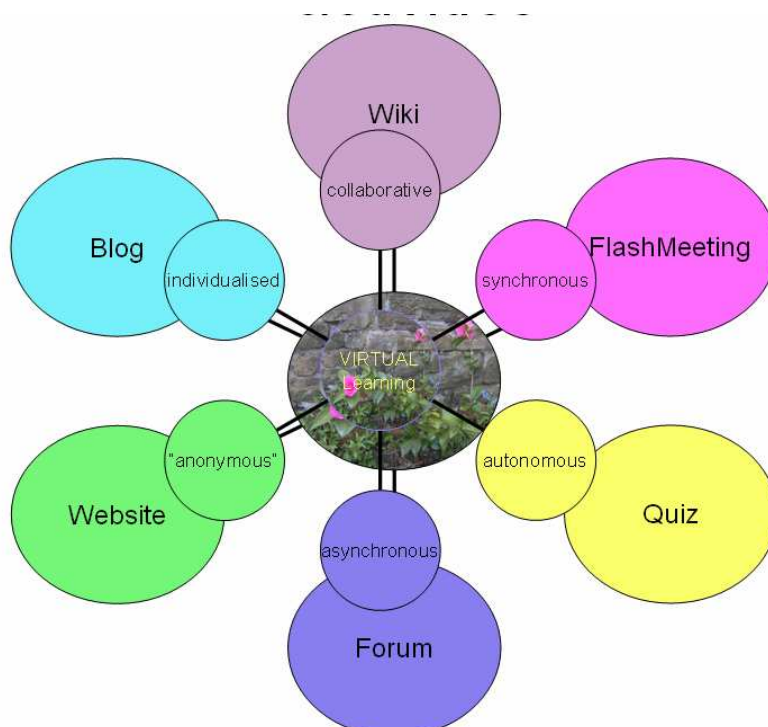 Wiki
collaborative
Blog
individualised
FlashMeeting
synchronous
VIRTUAL
Learning
"anonymous"
Website
autonomous
Quiz
asynchronous
Forum